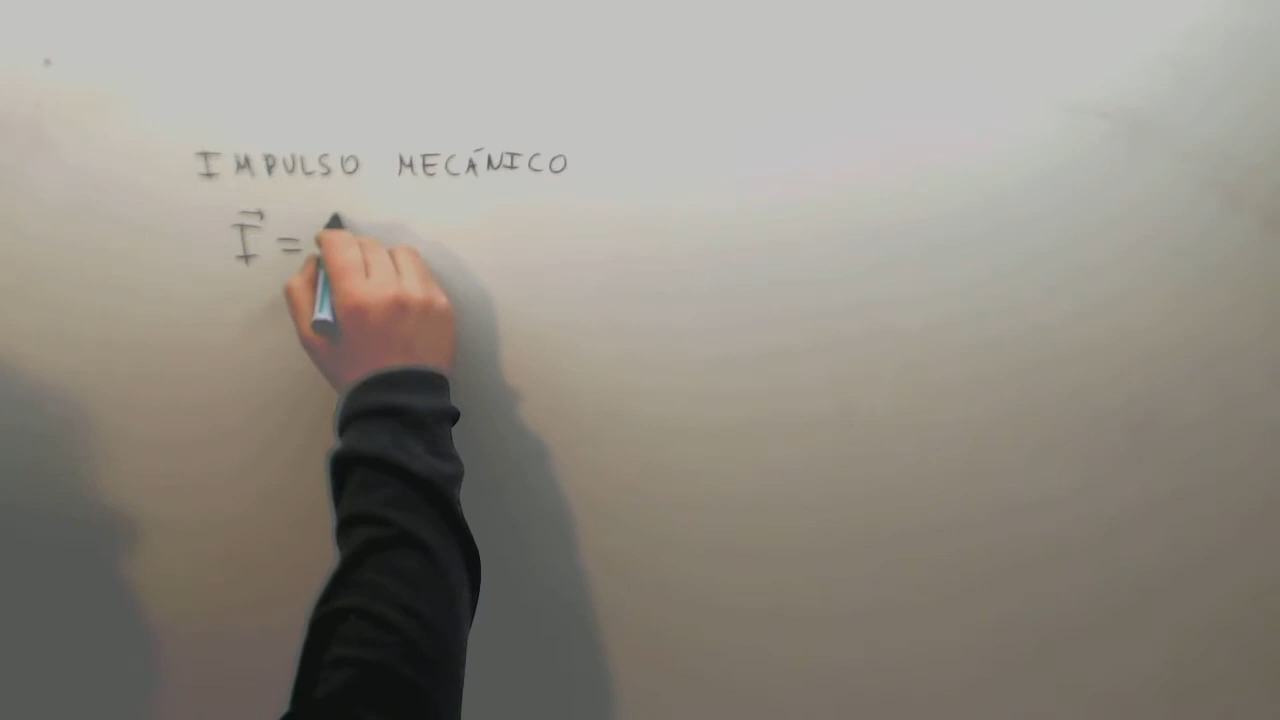 IMPULSO MECÁNICO
I⃗ =